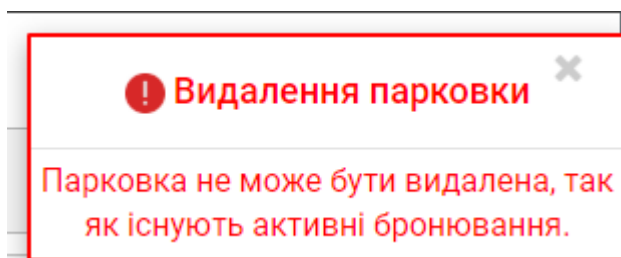 Видалення парковки
Парковка не може бути видалена, так
як існують активні бронювання.